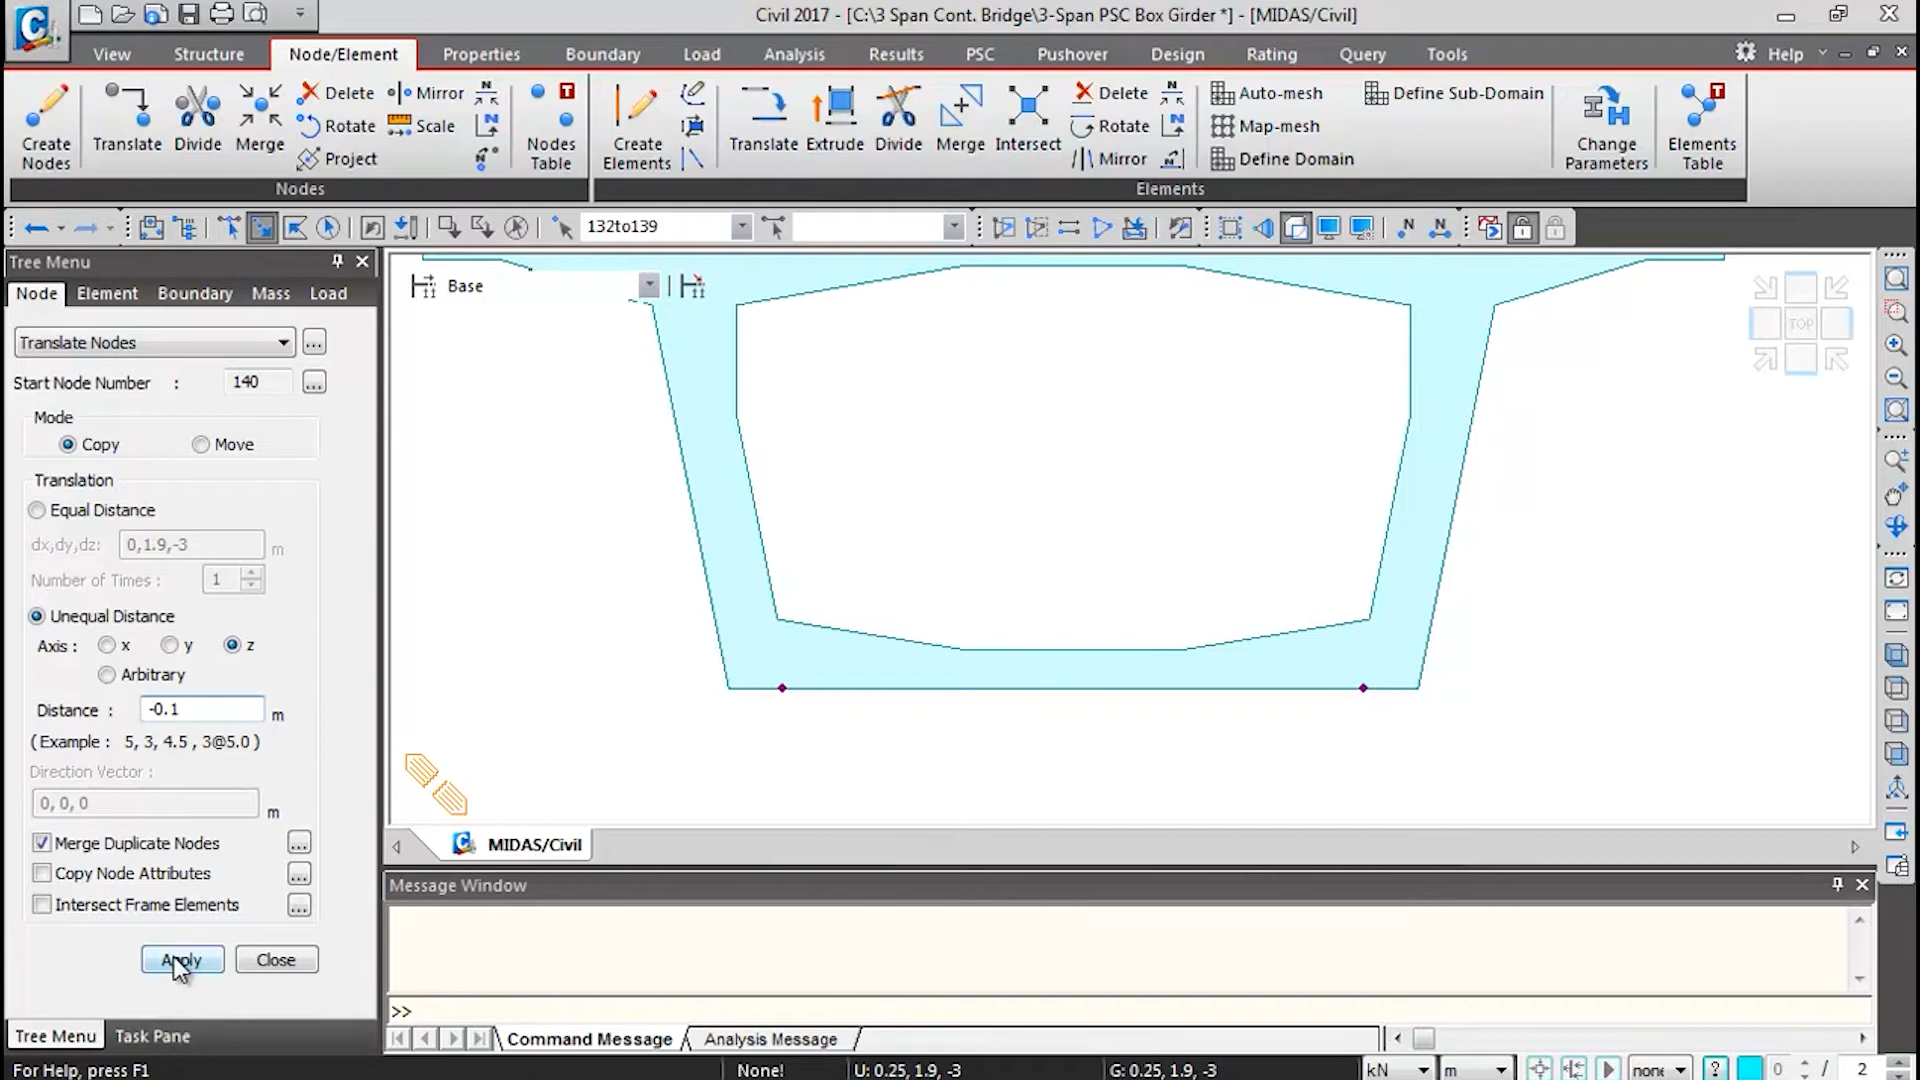 Civil 2017 - [C:\3 Span Cont. Bridge\3-Span PSC Box Girder *] - [MIDAS/Civil]
View Structure Node/Element Properties Boundary Load Analysis Results PSC Pushover Design Rating Query Tools Help
Create Nodes Translate Divide Merge Delete Mirror Rotate Scale Project Nodes Table
Create Elements Translate Extrude Divide Merge Intersect Delete Rotate Mirror Auto-mesh Map-mesh Define Domain Define Sub-Domain Change Parameters Elements Table
Nodes Elements
132to139
Tree Menu
Node Element Boundary Mass Load
Translate Nodes ...
Start Node Number : 140 ...
Mode
Copy Move
Translation
Equal Distance
dx,dy,dz: 0,1.9,-3 m
Number of Times : 1
Unequal Distance
Axis : x y z
Arbitrary
Distance : -0.1 m
( Example : 5, 3, 4.5 , 3@5.0 )
Direction Vector :
0, 0, 0 m
Merge Duplicate Nodes ...
Copy Node Attributes ...
Intersect Frame Elements ...
Apply Close
Tree Menu Task Pane
Base
TOP
MIDAS/Civil
Message Window
>>
Command Message Analysis Message
For Help, press F1 None! U: 0.25, 1.9, -3 G: 0.25, 1.9, -3 kN m none ? 0 / 2